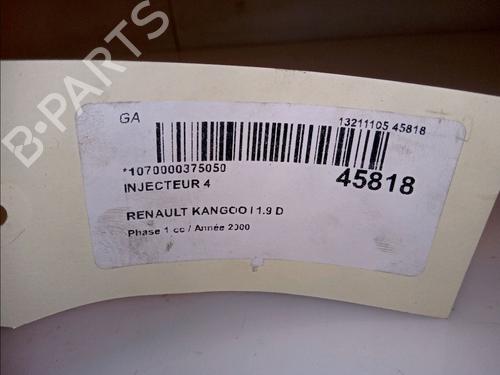 B-PARTS
GA
13211105 45818
*1070000375050
INJECTEUR 4
45818
RENAULT KANGOO I 1.9 D
Phase 1 cc / Année 2000